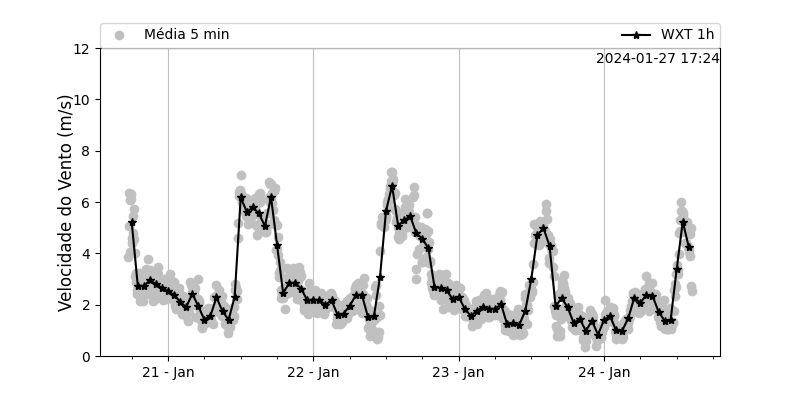 Média 5 min WXT 1h
2024-01-27 17:24
12
10
8
6
4
2
0
Velocidade do Vento (m/s)
21 - Jan 22 - Jan 23 - Jan 24 - Jan